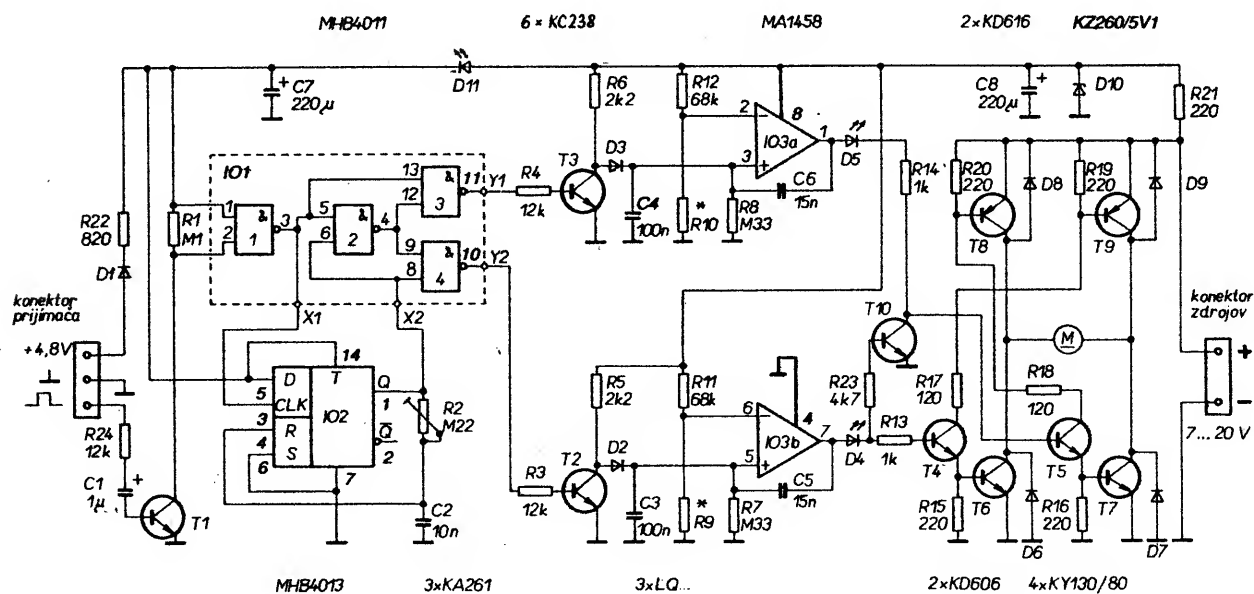 MHB4011 6 × KC238 MA1458 2×KD616 KZ260/5V1
C7 220μ + D11 R6 2k2 R12 68k C8 220μ + D10 R21 220
IO1 R4 12k T3 D3 2 − 3 + IO3a 8 1 D5 R14 1k R20 220 D8 R19 220 D9
13 12 & 3 11 Y1
R22 820 R1 M1 1 2 & 1 3 5 6 & 2 4 9 8 & 4 10 Y2
C4 100n * R10 R8 M33 C6 15n T8 T9
D1
konektor
prijímača
+4,8V
X1 X2
T10
konektor
zdrojov
+
−
7... 20 V
5 D CLK 3 R 4 S 6 T 14 IO2 Q 1 Q̅ 2 7
R2 M22
R5 2k2 R11 68k 6 − 5 + IO3b 4 7 D4 R23 4k7 R13 1k R17 120 M R18 120
R24 12k
C1 1μ +
T1
C2 10n
R3 12k T2 D2 C3 100n * R9 R7 M33 C5 15n
T4 R15 220 T6 D6 T5 R16 220 T7 D7
MHB4013 3×KA261 3×LQ... 2×KD606 4×KY130/80